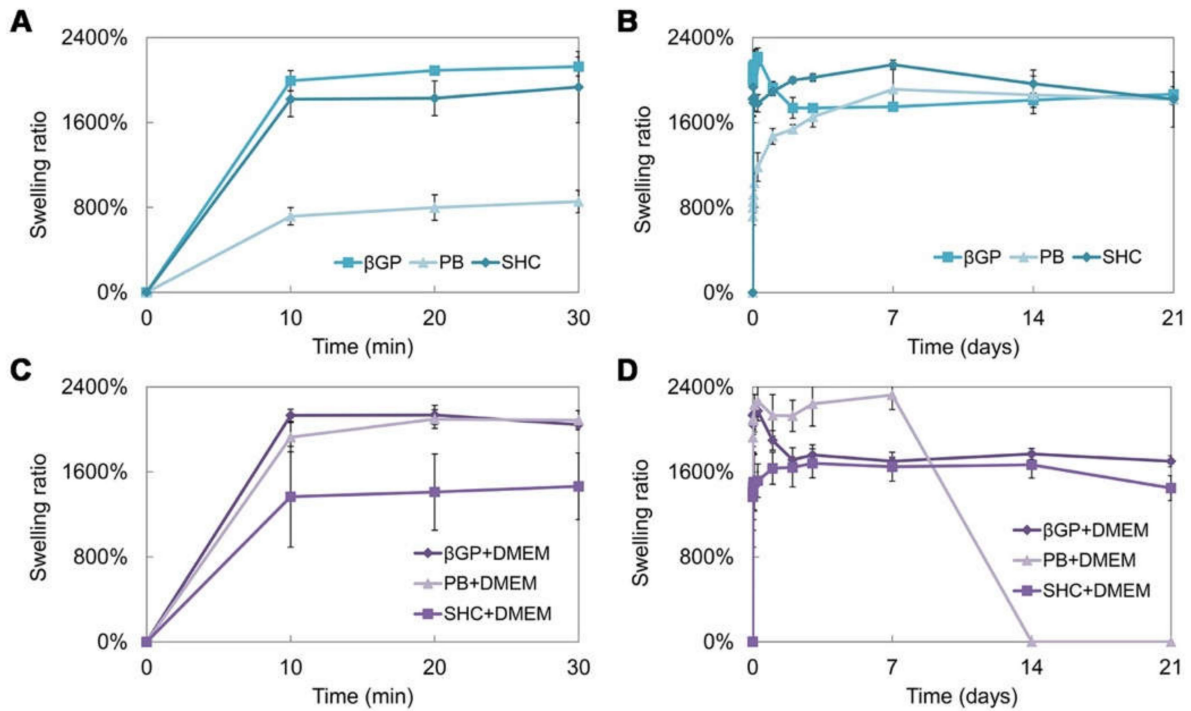 A
2400%
1600%
800%
0%
Swelling ratio
βGP PB SHC
0 10 20 30
Time (min)
B
2400%
1600%
800%
0%
Swelling ratio
βGP PB SHC
0 7 14 21
Time (days)
C
2400%
1600%
800%
0%
Swelling ratio
βGP+DMEM
PB+DMEM
SHC+DMEM
0 10 20 30
Time (min)
D
2400%
1600%
800%
0%
Swelling ratio
βGP+DMEM
PB+DMEM
SHC+DMEM
0 7 14 21
Time (days)